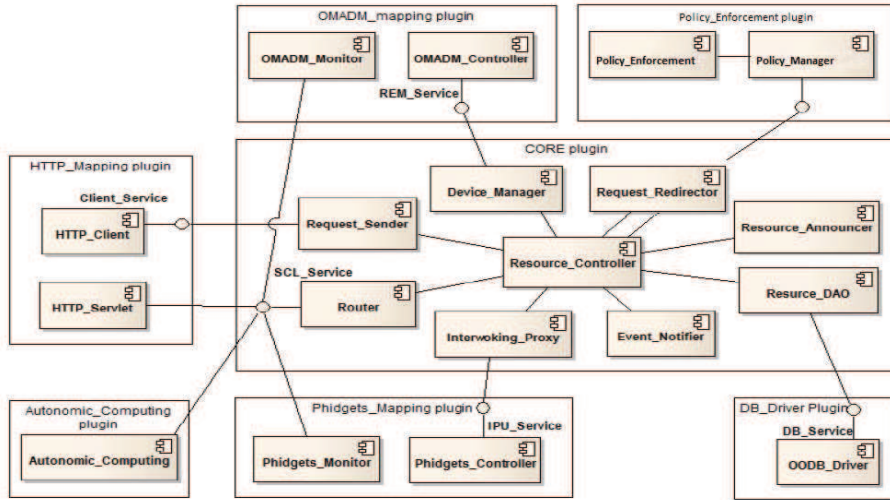 OMADM_mapping plugin
Policy_Enforcement plugin
OMADM_Monitor
OMADM_Controller
Policy_Enforcement
Policy_Manager
REM_Service
CORE plugin
HTTP_Mapping plugin
Client_Service
Device_Manager
Request_Redirector
HTTP_Client
Request_Sender
Resource_Announcer
Resource_Controller
SCL_Service
HTTP_Servlet
Router
Resurce_DAO
Interwoking_Proxy
Event_Notifier
Autonomic_Computing
plugin
Phidgets_Mapping plugin
DB_Driver Plugin
IPU_Service
DB_Service
Autonomic_Computing
Phidgets_Monitor
Phidgets_Controller
OODB_Driver